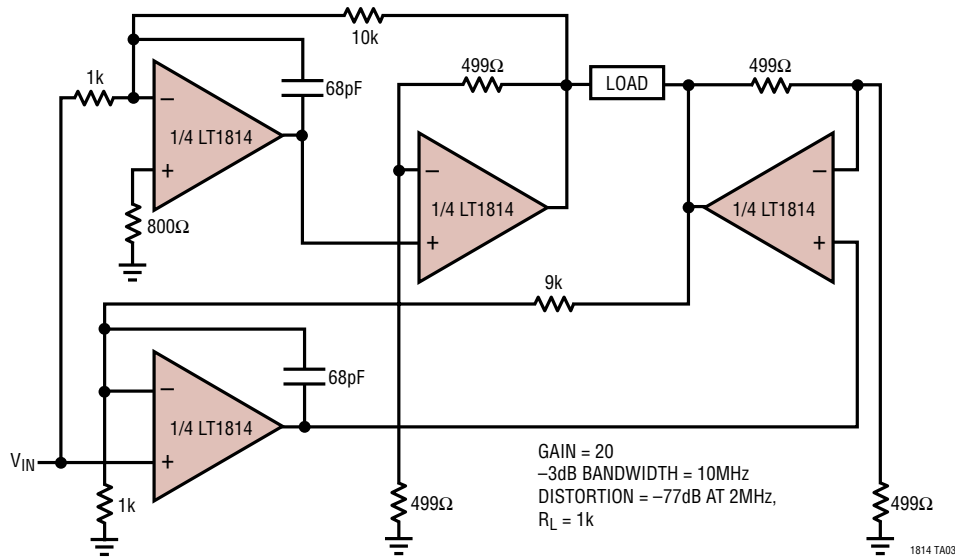 10k
1k
68pF
−
1/4 LT1814
+
800Ω
499Ω
LOAD
499Ω
−
1/4 LT1814
+
−
1/4 LT1814
+
9k
68pF
−
1/4 LT1814
+
VIN
1k
499Ω
499Ω
GAIN = 20
–3dB BANDWIDTH = 10MHz
DISTORTION = –77dB AT 2MHz,
RL = 1k
1814 TA03